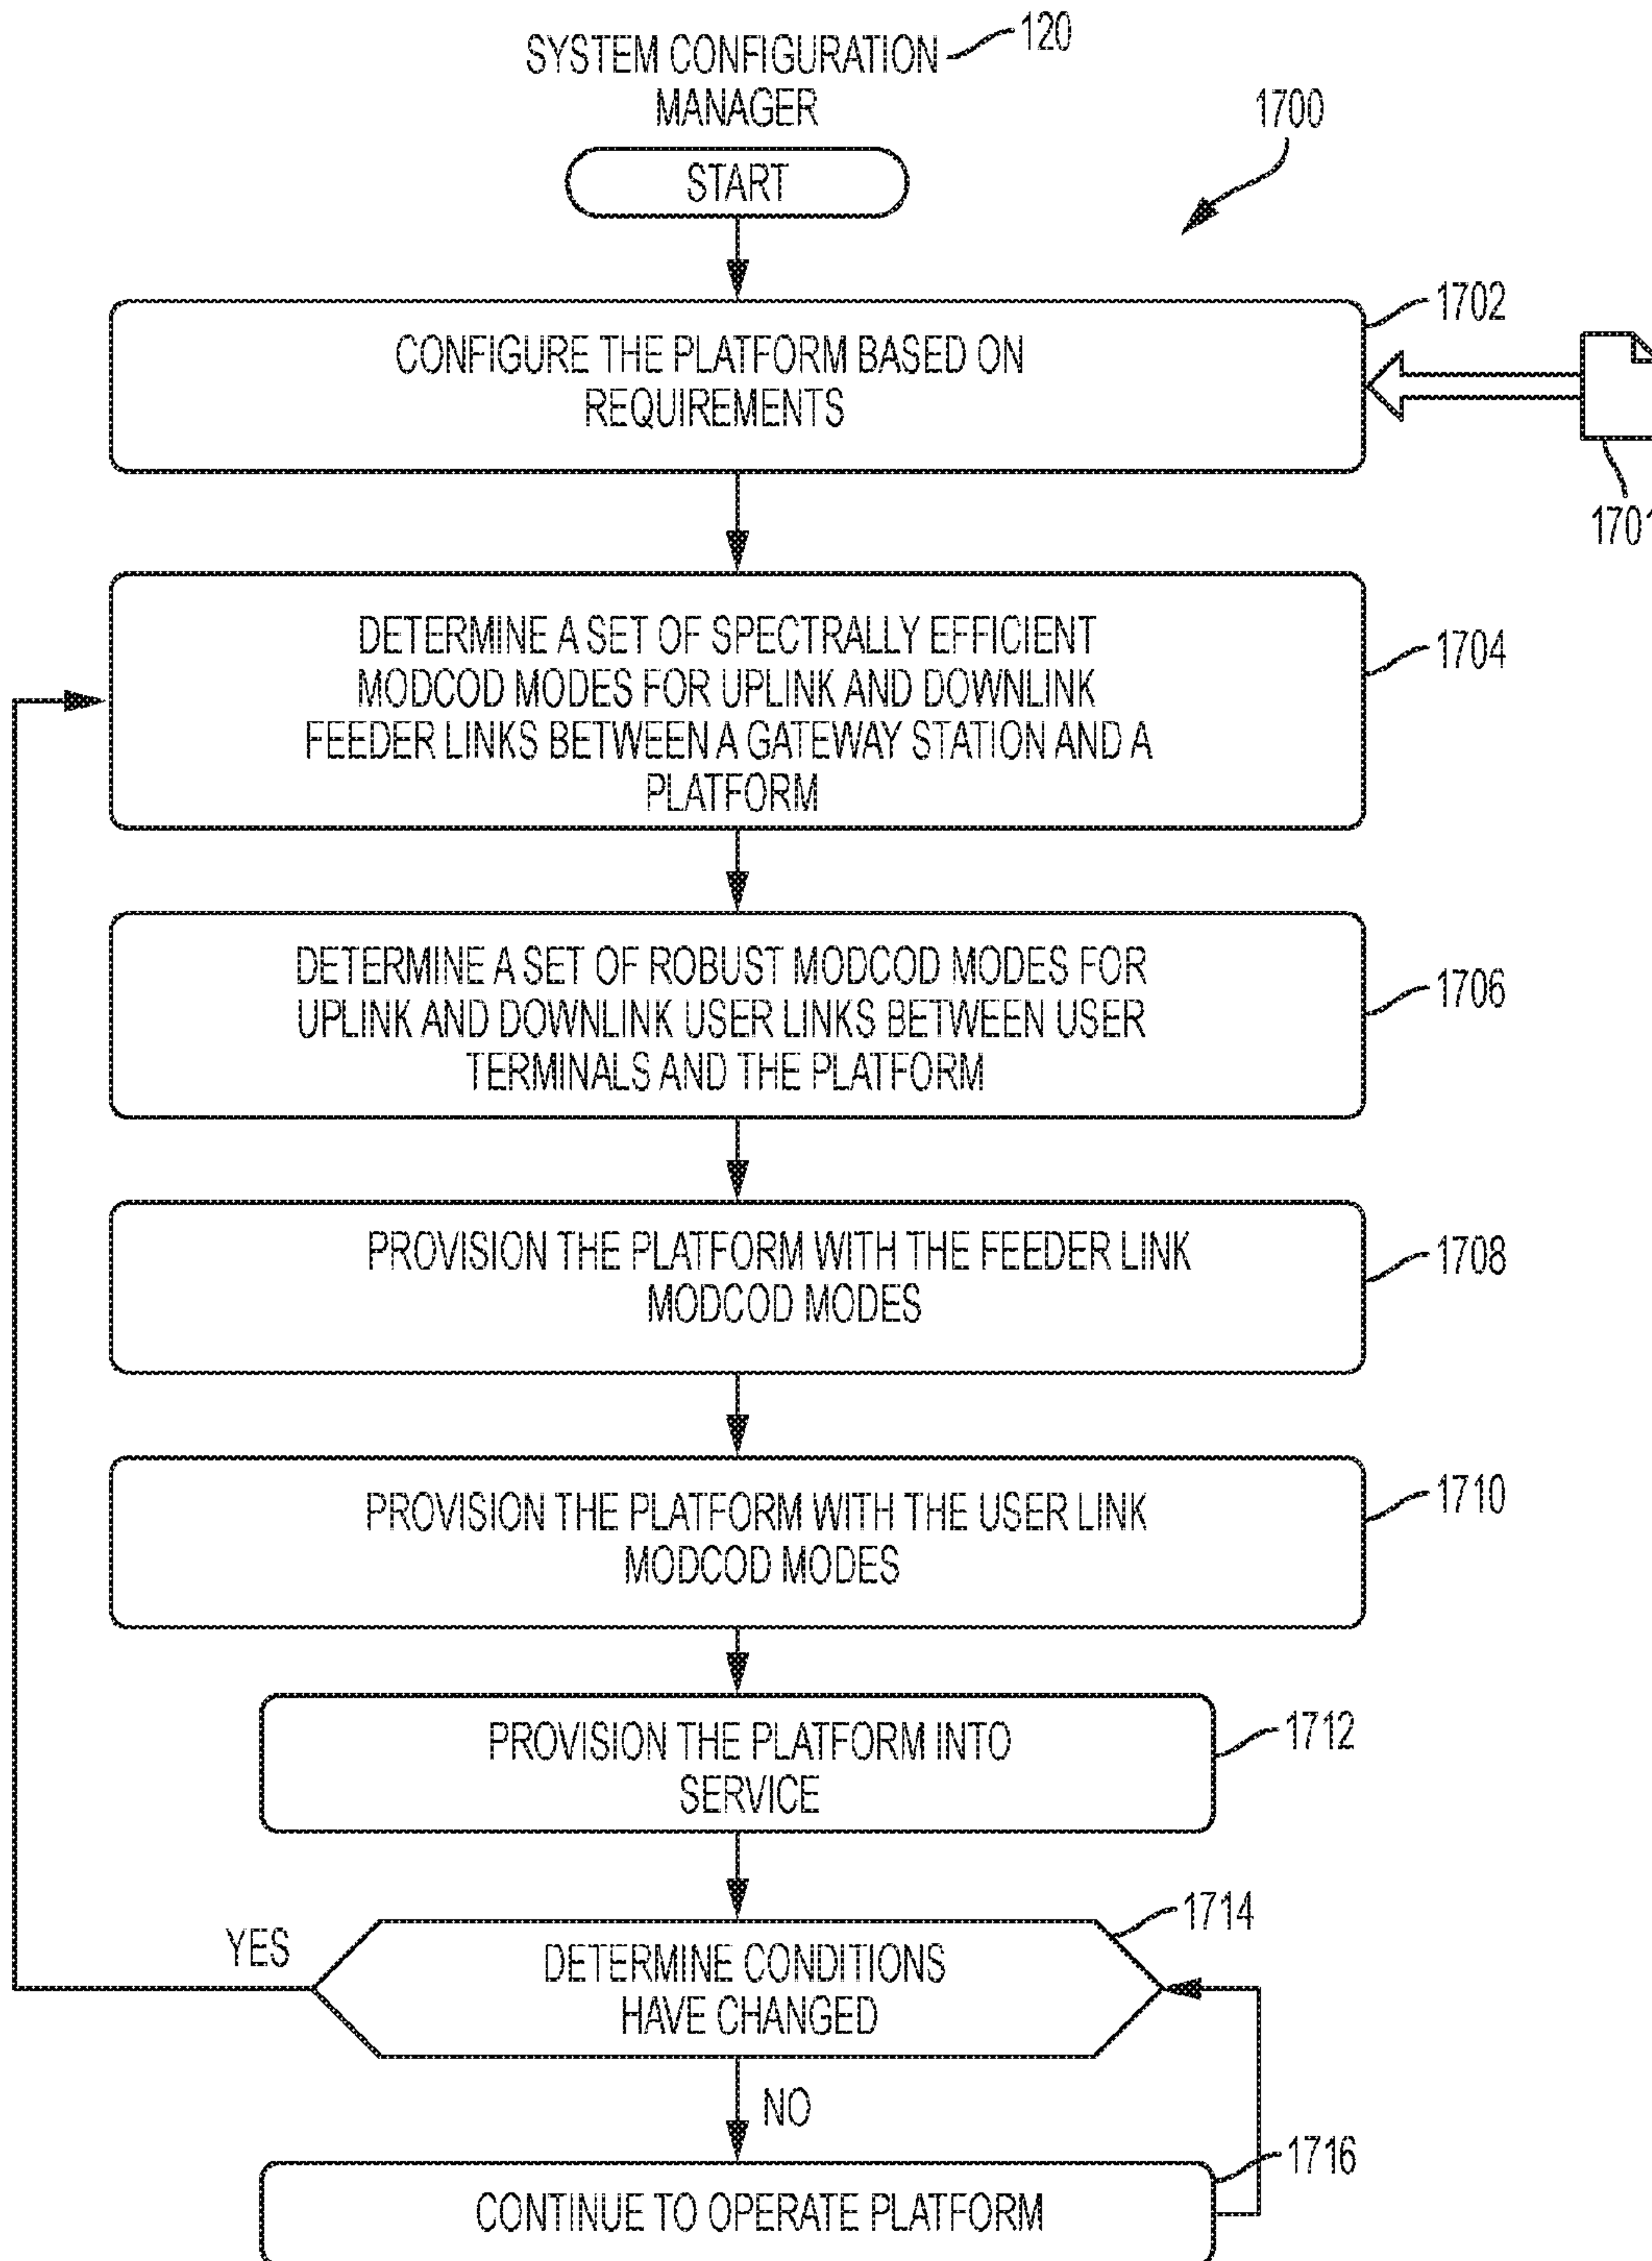 SYSTEM CONFIGURATION
MANAGER
120
1700
START
CONFIGURE THE PLATFORM BASED ON
REQUIREMENTS
1702
1701
DETERMINE A SET OF SPECTRALLY EFFICIENT
MODCOD MODES FOR UPLINK AND DOWNLINK
FEEDER LINKS BETWEEN A GATEWAY STATION AND A
PLATFORM
1704
DETERMINE A SET OF ROBUST MODCOD MODES FOR
UPLINK AND DOWNLINK USER LINKS BETWEEN USER
TERMINALS AND THE PLATFORM
1706
PROVISION THE PLATFORM WITH THE FEEDER LINK
MODCOD MODES
1708
PROVISION THE PLATFORM WITH THE USER LINK
MODCOD MODES
1710
PROVISION THE PLATFORM INTO
SERVICE
1712
YES
DETERMINE CONDITIONS
HAVE CHANGED
1714
NO
CONTINUE TO OPERATE PLATFORM
1716